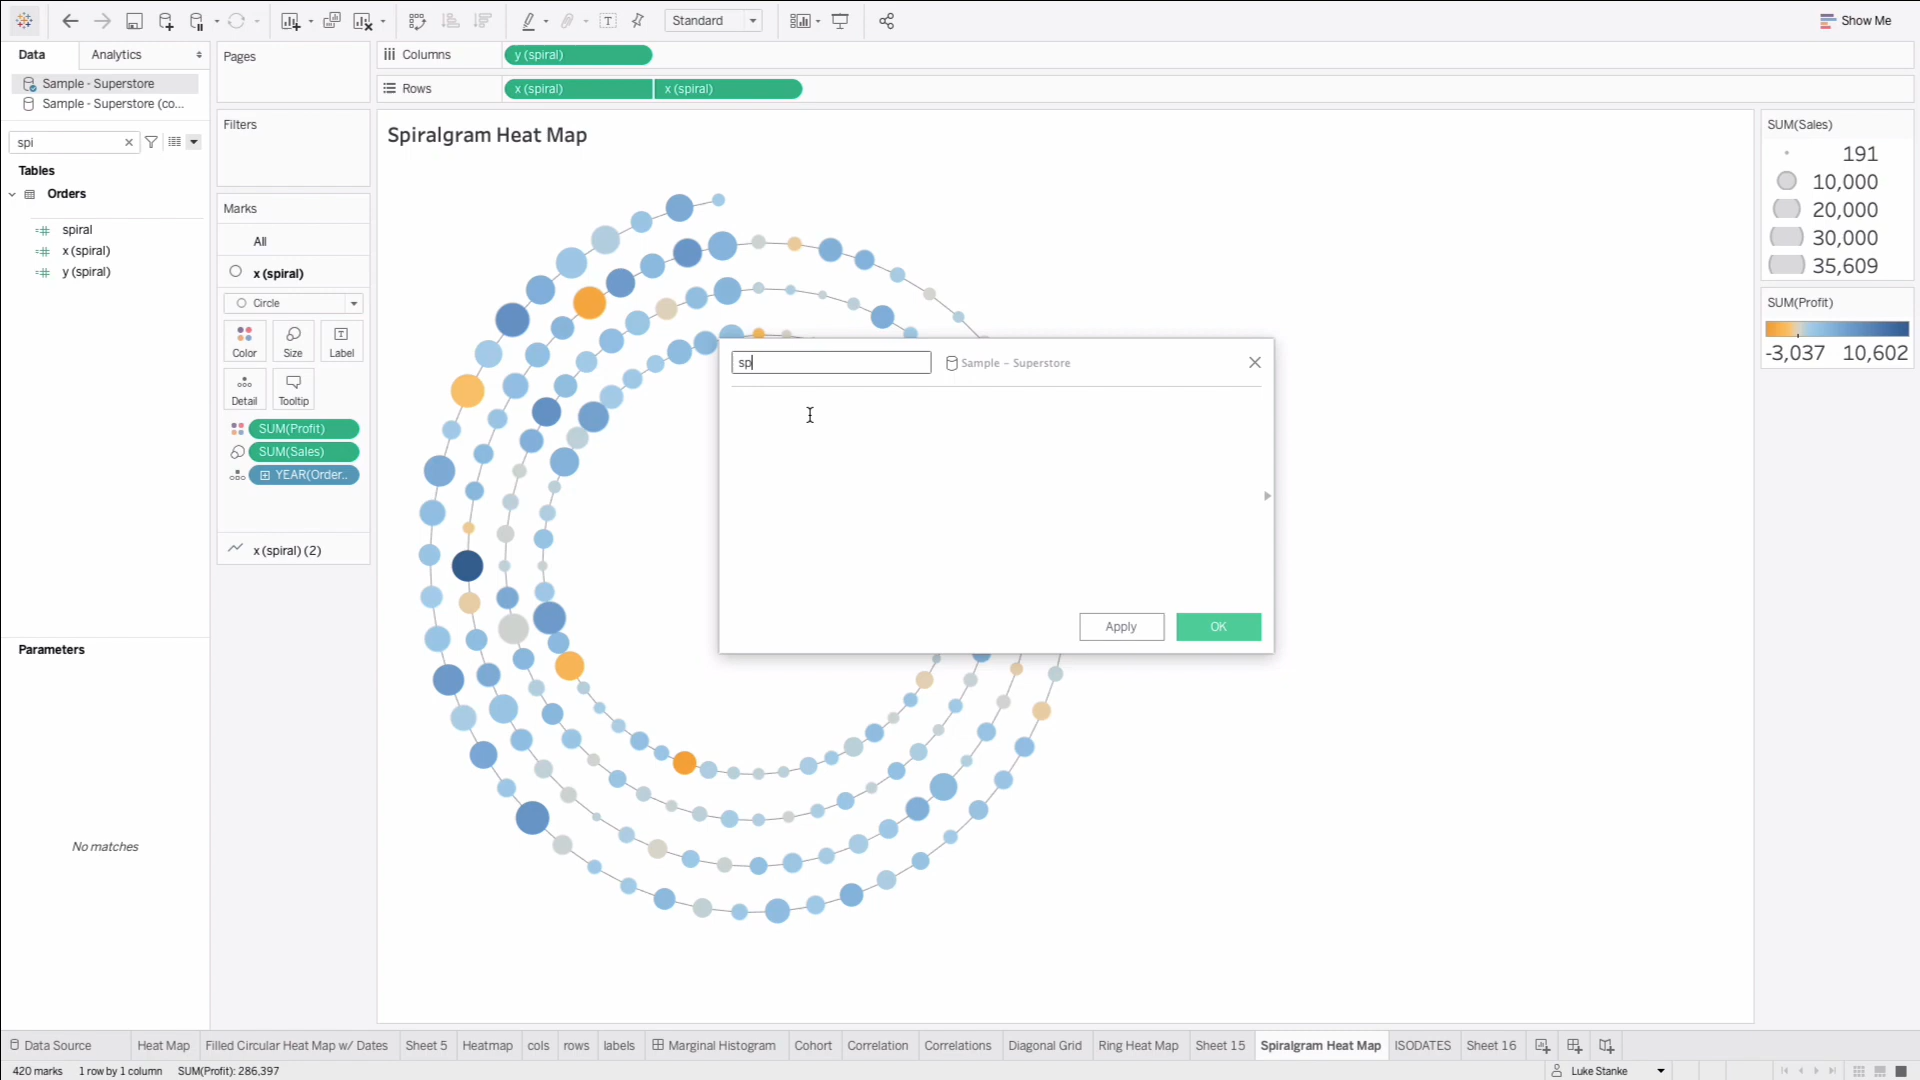 Standard
Show Me
Data
Analytics
Pages
Columns
y (spiral)
Sample - Superstore
Sample - Superstore (co...
Rows
x (spiral)
x (spiral)
spi
Filters
Spiralgram Heat Map
SUM(Sales)
191
10,000
20,000
30,000
35,609
Tables
Orders
spiral
x (spiral)
y (spiral)
Marks
All
x (spiral)
Circle
Color
Size
Label
Detail
Tooltip
SUM(Profit)
SUM(Sales)
YEAR(Order..
x (spiral) (2)
SUM(Profit)
-3,037
10,602
sp
Sample – Superstore
Apply
OK
Parameters
No matches
Data Source
Heat Map
Filled Circular Heat Map w/ Dates
Sheet 5
Heatmap
cols
rows
labels
Marginal Histogram
Cohort
Correlation
Correlations
Diagonal Grid
Ring Heat Map
Sheet 15
Spiralgram Heat Map
ISODATES
Sheet 16
420 marks
1 row by 1 column
SUM(Profit): 286,397
Luke Stanke